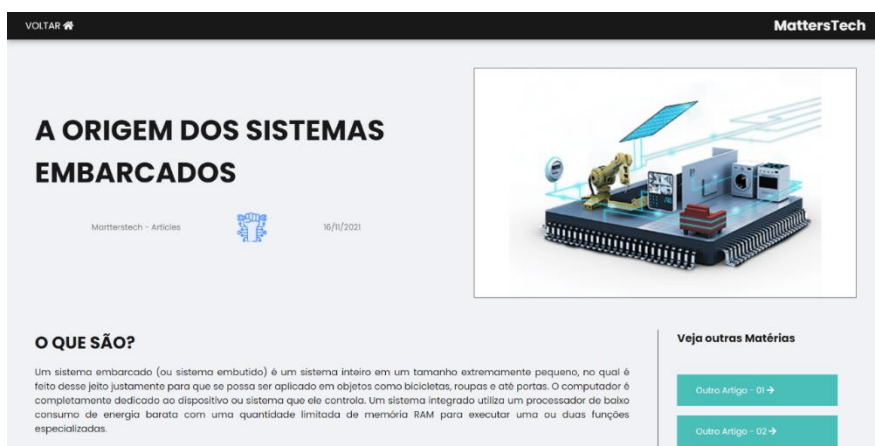 VOLTAR
MattersTech
A ORIGEM DOS SISTEMAS
EMBARCADOS
Martterstech - Articles
16/11/2021
O QUE SÃO?
Um sistema embarcado (ou sistema embutido) é um sistema inteiro em um tamanho extremamente pequeno, no qual é
feito desse jeito justamente para que se possa ser aplicado em objetos como bicicletas, roupas e até portas. O computador é
completamente dedicado ao dispositivo ou sistema que ele controla. Um sistema integrado utiliza um processador de baixo
consumo de energia barata com uma quantidade limitada de memória RAM para executar uma ou duas funções
especializadas.
Veja outras Matérias
Outro Artigo - 01 →
Outro Artigo - 02 →